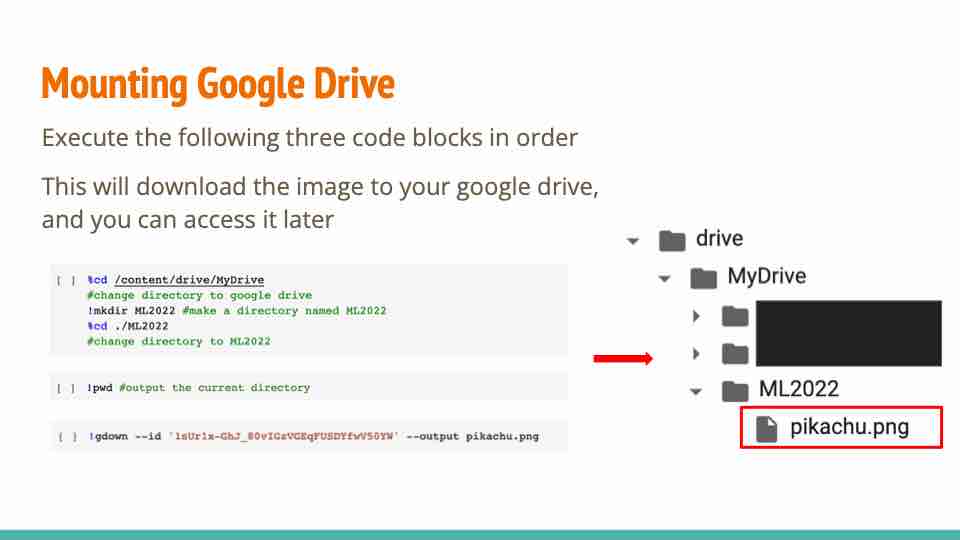 Mounting Google Drive
Execute the following three code blocks in order
This will download the image to your google drive,
and you can access it later
[ ] %cd /content/drive/MyDrive
#change directory to google drive
!mkdir ML2022 #make a directory named ML2022
%cd ./ML2022
#change directory to ML2022
[ ] !pwd #output the current directory
[ ] !gdown --id '1sUr1x-GhJ_80vIGzVGEqFUSDYfwV50YW' --output pikachu.png
drive
MyDrive
ML2022
pikachu.png